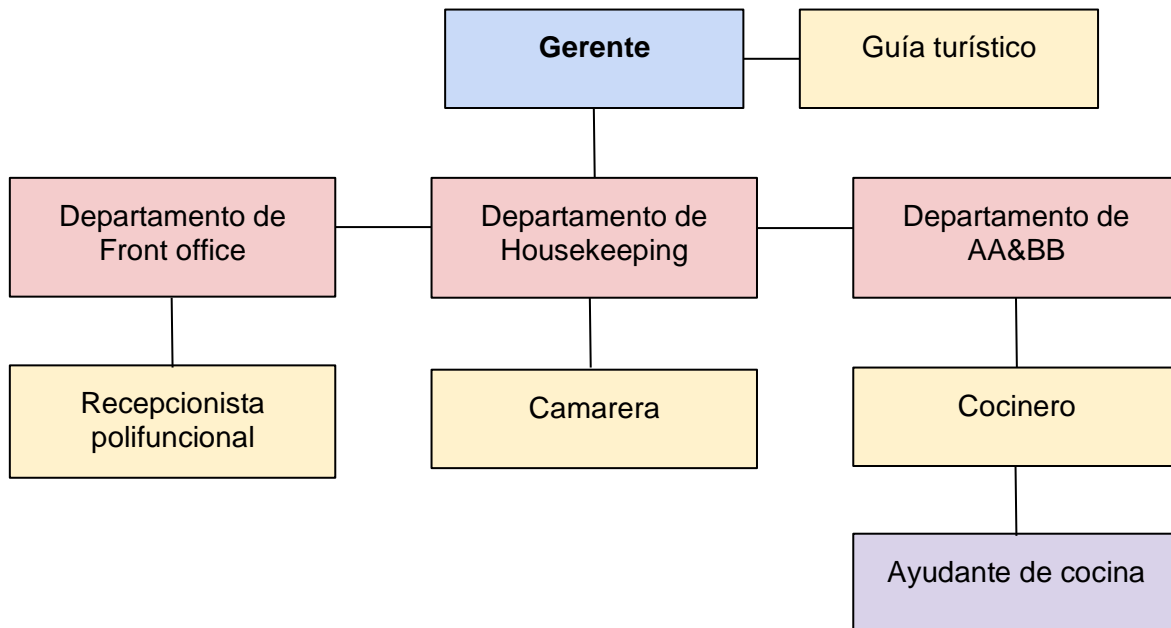 Gerente
Guía turístico
Departamento de
Front office
Departamento de
Housekeeping
Departamento de
AA&BB
Recepcionista
polifuncional
Camarera
Cocinero
Ayudante de cocina